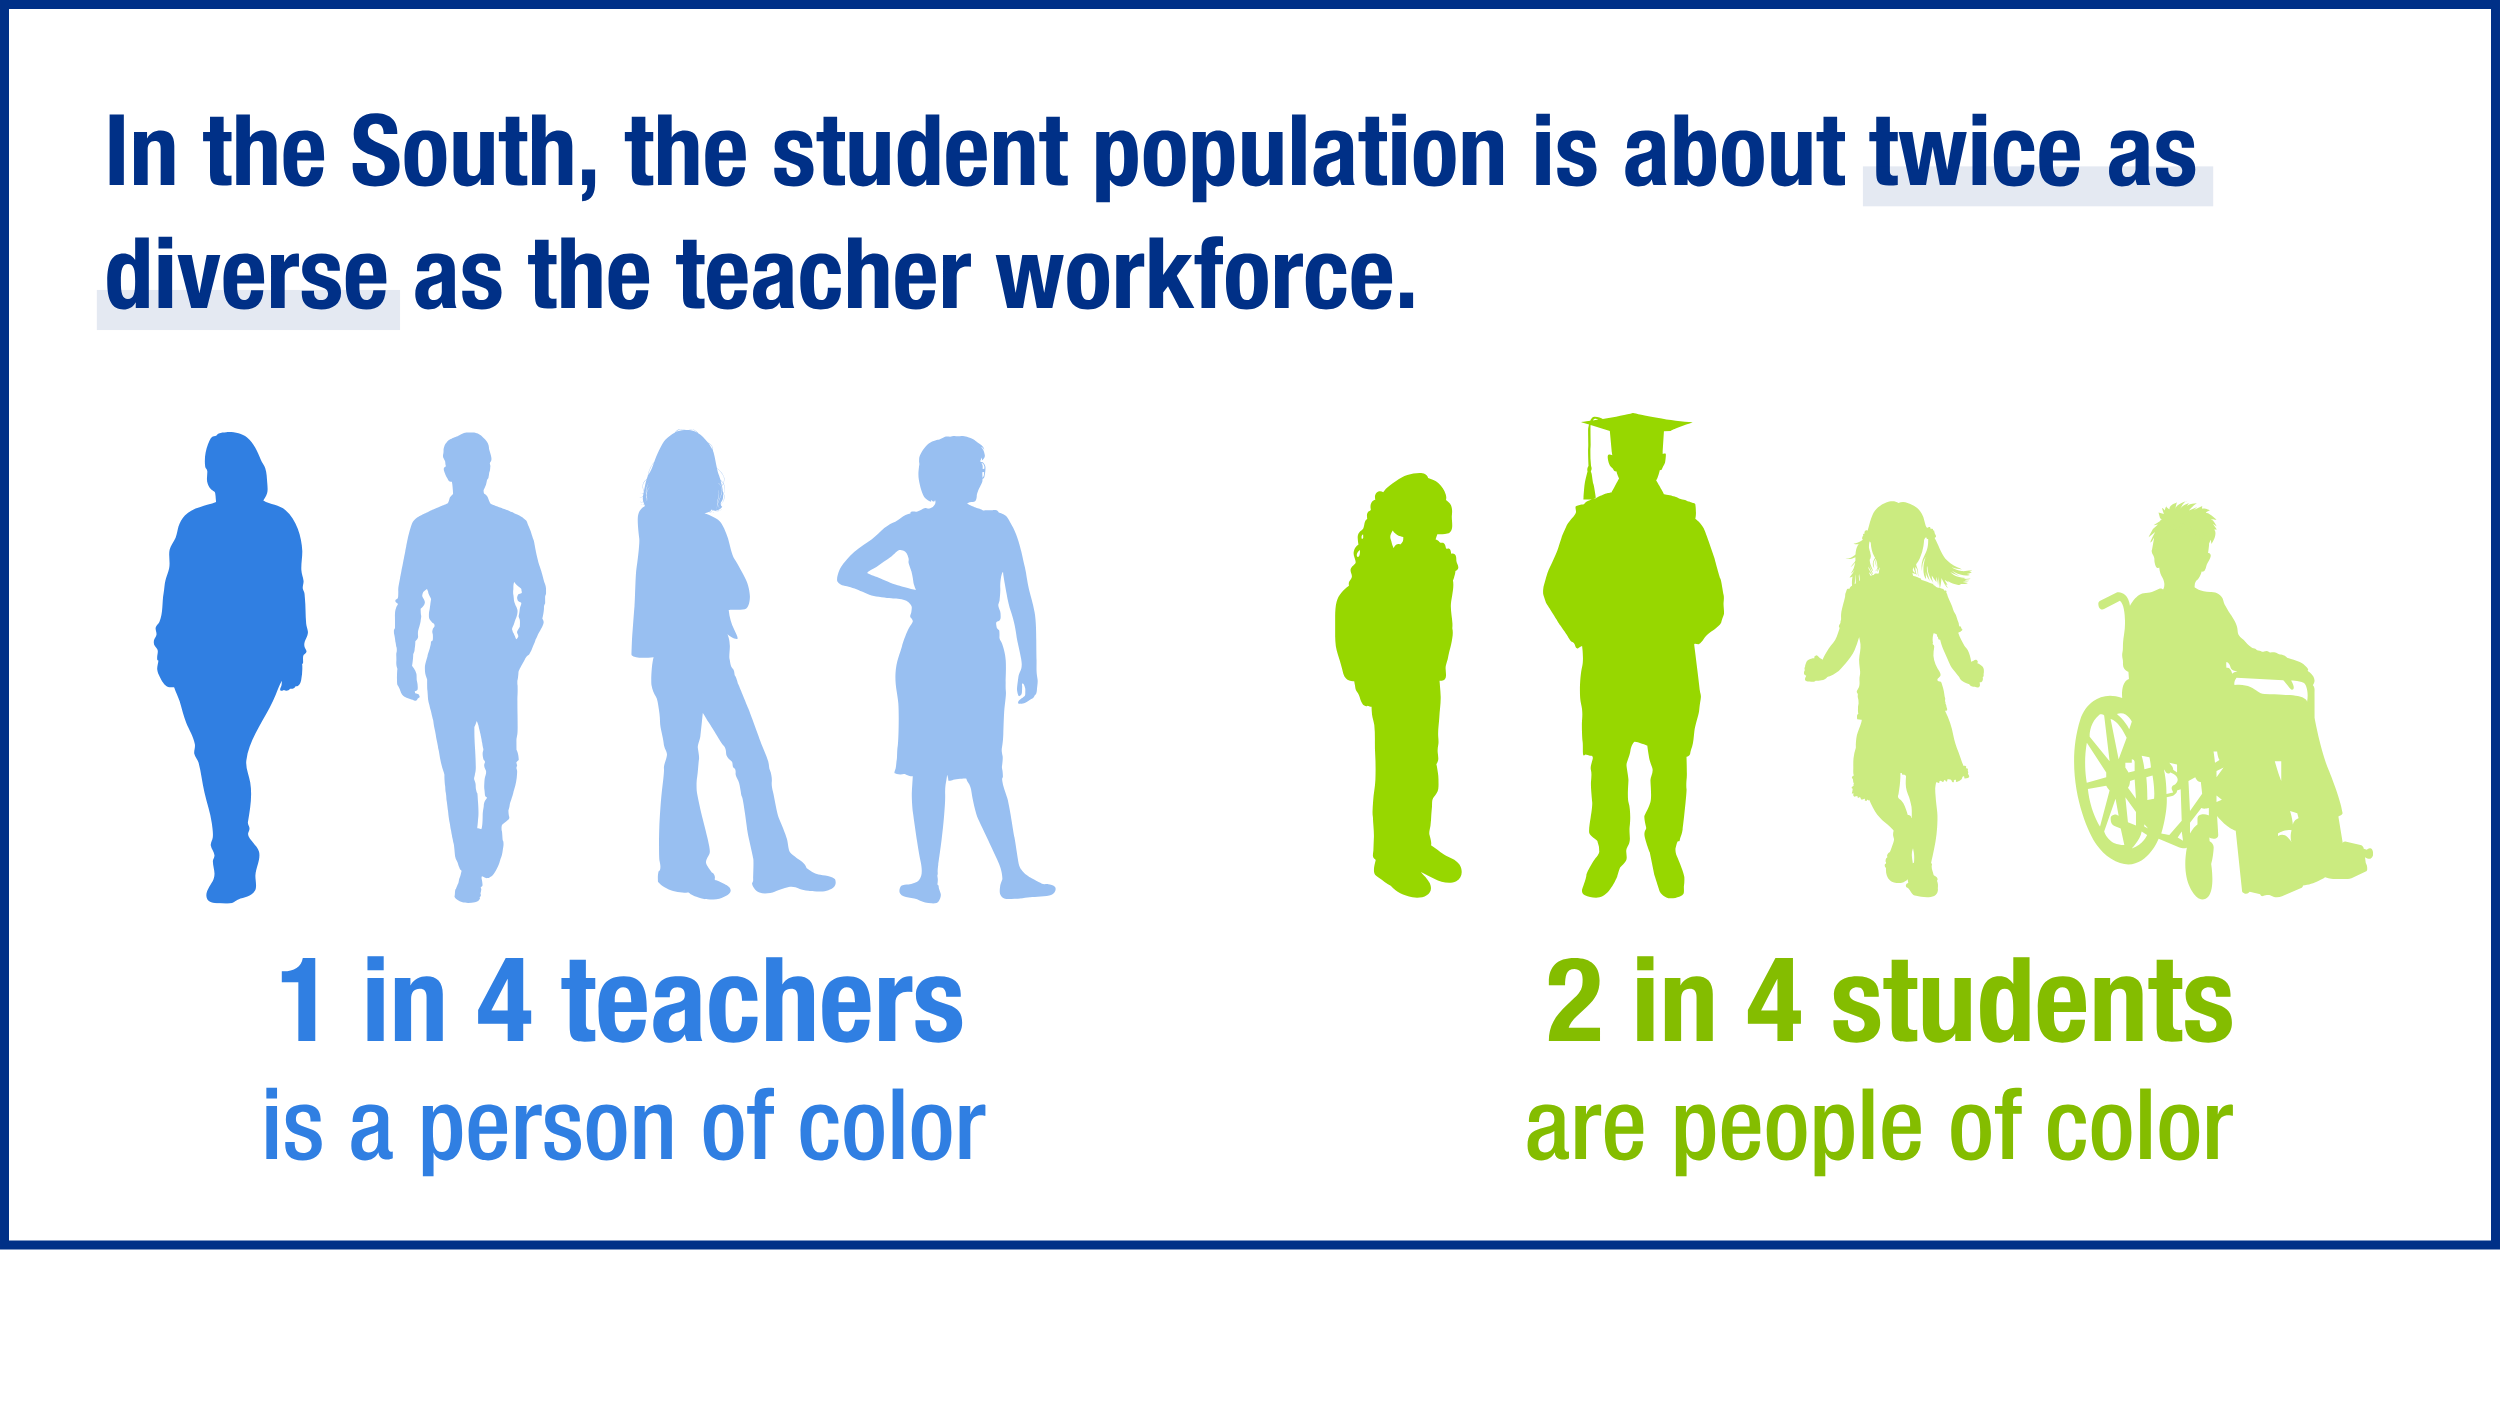 In the South, the student population is about twice as
diverse as the teacher workforce.
1 in 4 teachers
is a person of color
2 in 4 students
are people of color